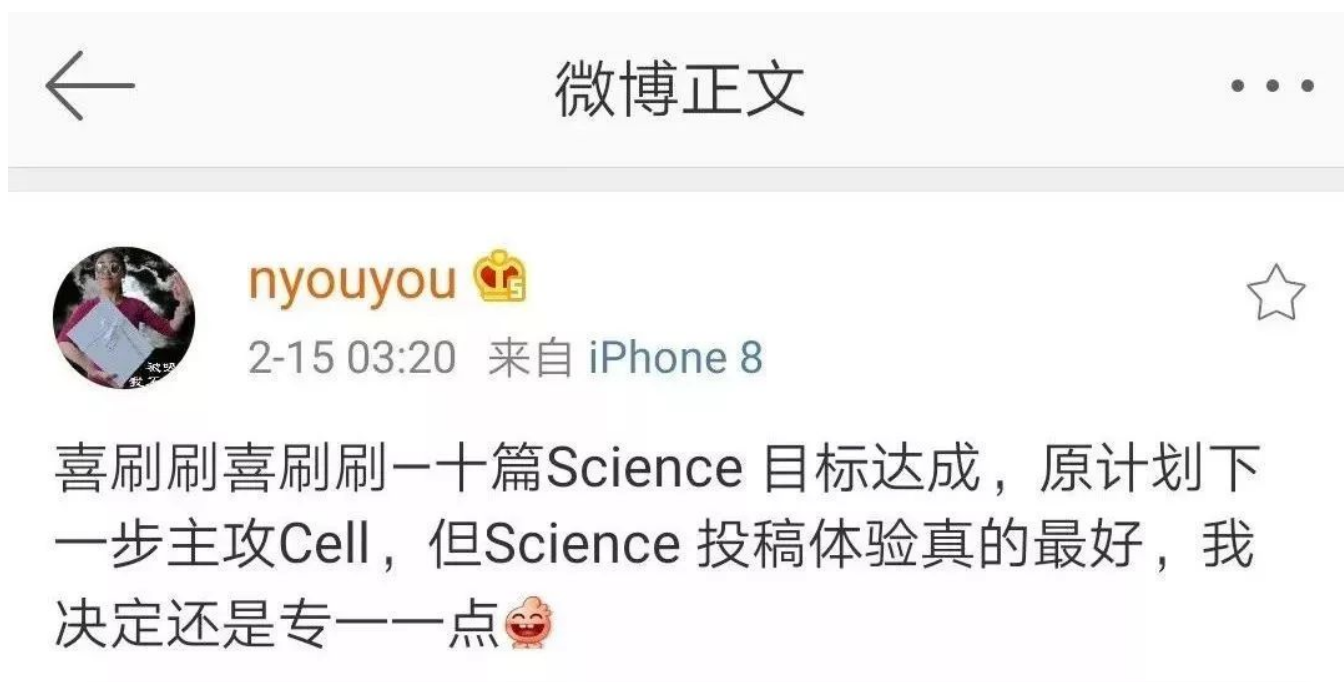 微博正文
nyouyou
2-15 03:20 来自 iPhone 8
喜刷刷喜刷刷—十篇Science 目标达成，原计划下
一步主攻Cell，但Science 投稿体验真的最好，我
决定还是专一一点